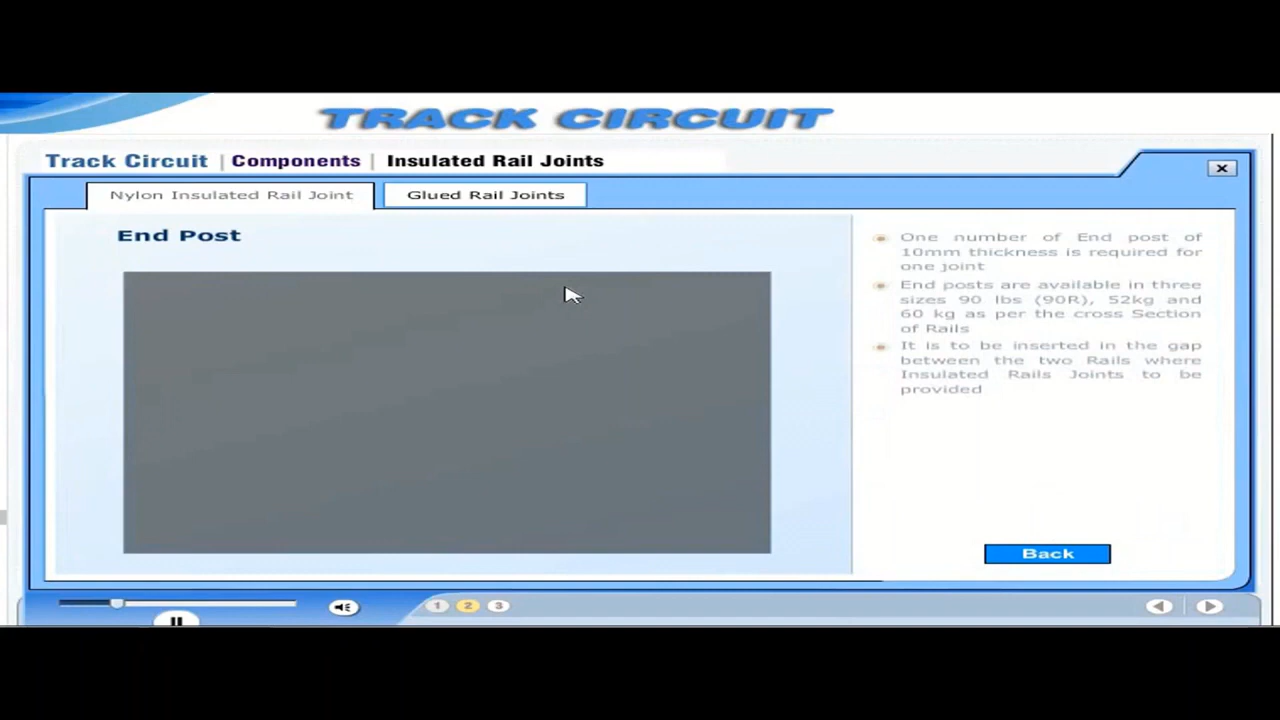 TRACK CIRCUIT
Track Circuit | Components | Insulated Rail Joints
Nylon Insulated Rail Joint
Glued Rail Joints
End Post
One number of End post of
10mm thickness is required for
one joint
End posts are available in three
sizes 90 lbs (90R), 52kg and
60 kg as per the cross Section
of Rails
It is to be inserted in the gap
between the two Rails where
Insulated Rails Joints to be
provided
Back
1 2 3